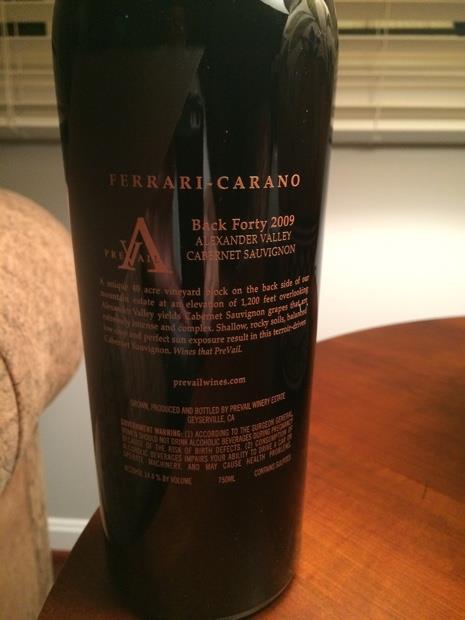 FERRARI-CARANO
PREVAIL
Back Forty 2009
ALEXANDER VALLEY
CABERNET SAUVIGNON
A unique 40 acre vineyard block on the back side of our
mountain estate at an elevation of 1,200 feet overlooking
Alexander Valley yields Cabernet Sauvignon grapes that are
extremely intense and complex. Shallow, rocky soils, balanced
low and perfect sun exposure result in this terroir-driven
Cabernet Sauvignon. Wines that PreVail.
prevailwines.com
GROWN, PRODUCED AND BOTTLED BY PREVAIL WINERY ESTATE
GEYSERVILLE, CA
GOVERNMENT WARNING: (1) ACCORDING TO THE SURGEON GENERAL,
WOMEN SHOULD NOT DRINK ALCOHOLIC BEVERAGES DURING PREGNANCY
BECAUSE OF THE RISK OF BIRTH DEFECTS. (2) CONSUMPTION OF
ALCOHOLIC BEVERAGES IMPAIRS YOUR ABILITY TO DRIVE A CAR OR
OPERATE MACHINERY, AND MAY CAUSE HEALTH PROBLEMS.
ALCOHOL 14.8 % BY VOLUME 750ML CONTAINS SULFITES